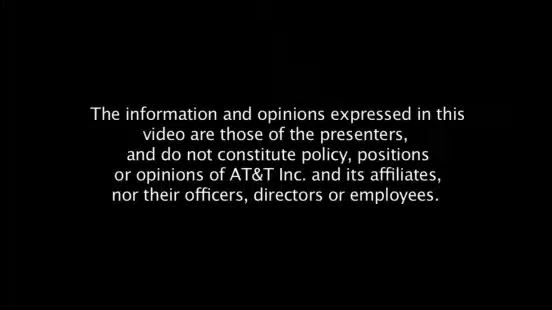 The information and opinions expressed in this
video are those of the presenters,
and do not constitute policy, positions
or opinions of AT&T Inc. and its affiliates,
nor their officers, directors or employees.